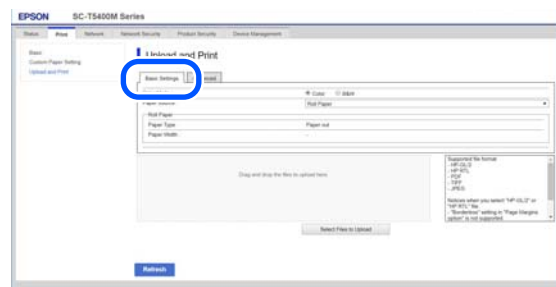 EPSON SC-T5400M Series
Status Print Network Network Security Product Security Device Management
Basic
Custom Paper Setting
Upload and Print
Upload and Print
Basic Settings
Color B&W
Roll Paper
Roll Paper
Paper Type Paper out
Paper Width -
Drag and drop the files to upload here.
Supported file format
- HP-GL/2
- HP RTL
- PDF
- TIFF
- JPEG
Notices when you select "HP-GL/2" or
"HP RTL" file
- "Borderless" setting in "Page Margins
option" is not supported.
Select Files to Upload
Refresh